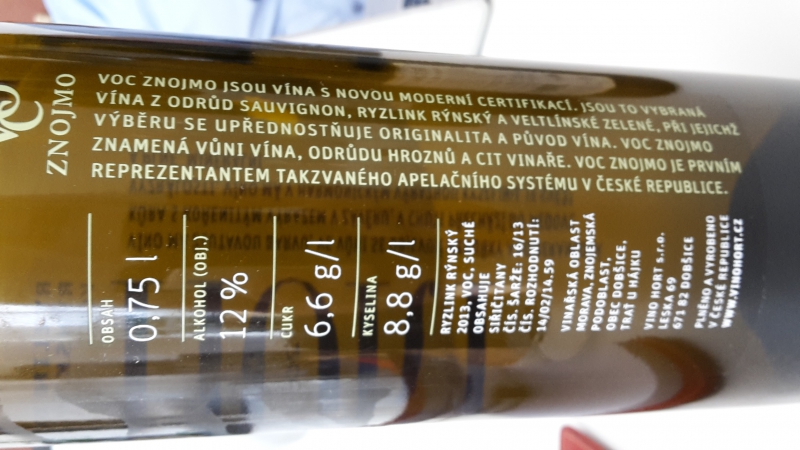 VOC
ZNOJMO
VOC ZNOJMO JSOU VÍNA S NOVOU MODERNÍ CERTIFIKACÍ. JSOU TO VYBRANÁ
VÍNA Z ODRŮD SAUVIGNON, RYZLINK RÝNSKÝ A VELTLÍNSKÉ ZELENÉ, PŘI JEJICHŽ
VÝBĚRU SE UPŘEDNOSTŇUJE ORIGINALITA A PŮVOD VÍNA. VOC ZNOJMO
ZNAMENÁ VŮNI VÍNA, ODRŮDU HROZNŮ A CIT VINAŘE. VOC ZNOJMO JE PRVNÍM
REPREZENTANTEM TAKZVANÉHO APELAČNÍHO SYSTÉMU V ČESKÉ REPUBLICE.
OBSAH
0,75 l
ALKOHOL (OBJ.)
12 %
CUKR
6,6 g/l
KYSELINA
8,8 g/l
RYZLINK RÝNSKÝ
2013, VOC, SUCHÉ
OBSAHUJE
SIŘIČITANY
ČÍS. ŠARŽE: 16/13
ČÍS. ROZHODNUTÍ:
14/02/14.59
VINAŘSKÁ OBLAST
MORAVA, ZNOJEMSKÁ
PODOBLAST,
OBEC DOBŠICE,
TRAŤ U HÁJKU
VINO HORT s.r.o.
LESKA 69
671 82 DOBŠICE
PLNĚNO A VYROBENO
V ČESKÉ REPUBLICE
WWW.VINOHORT.CZ